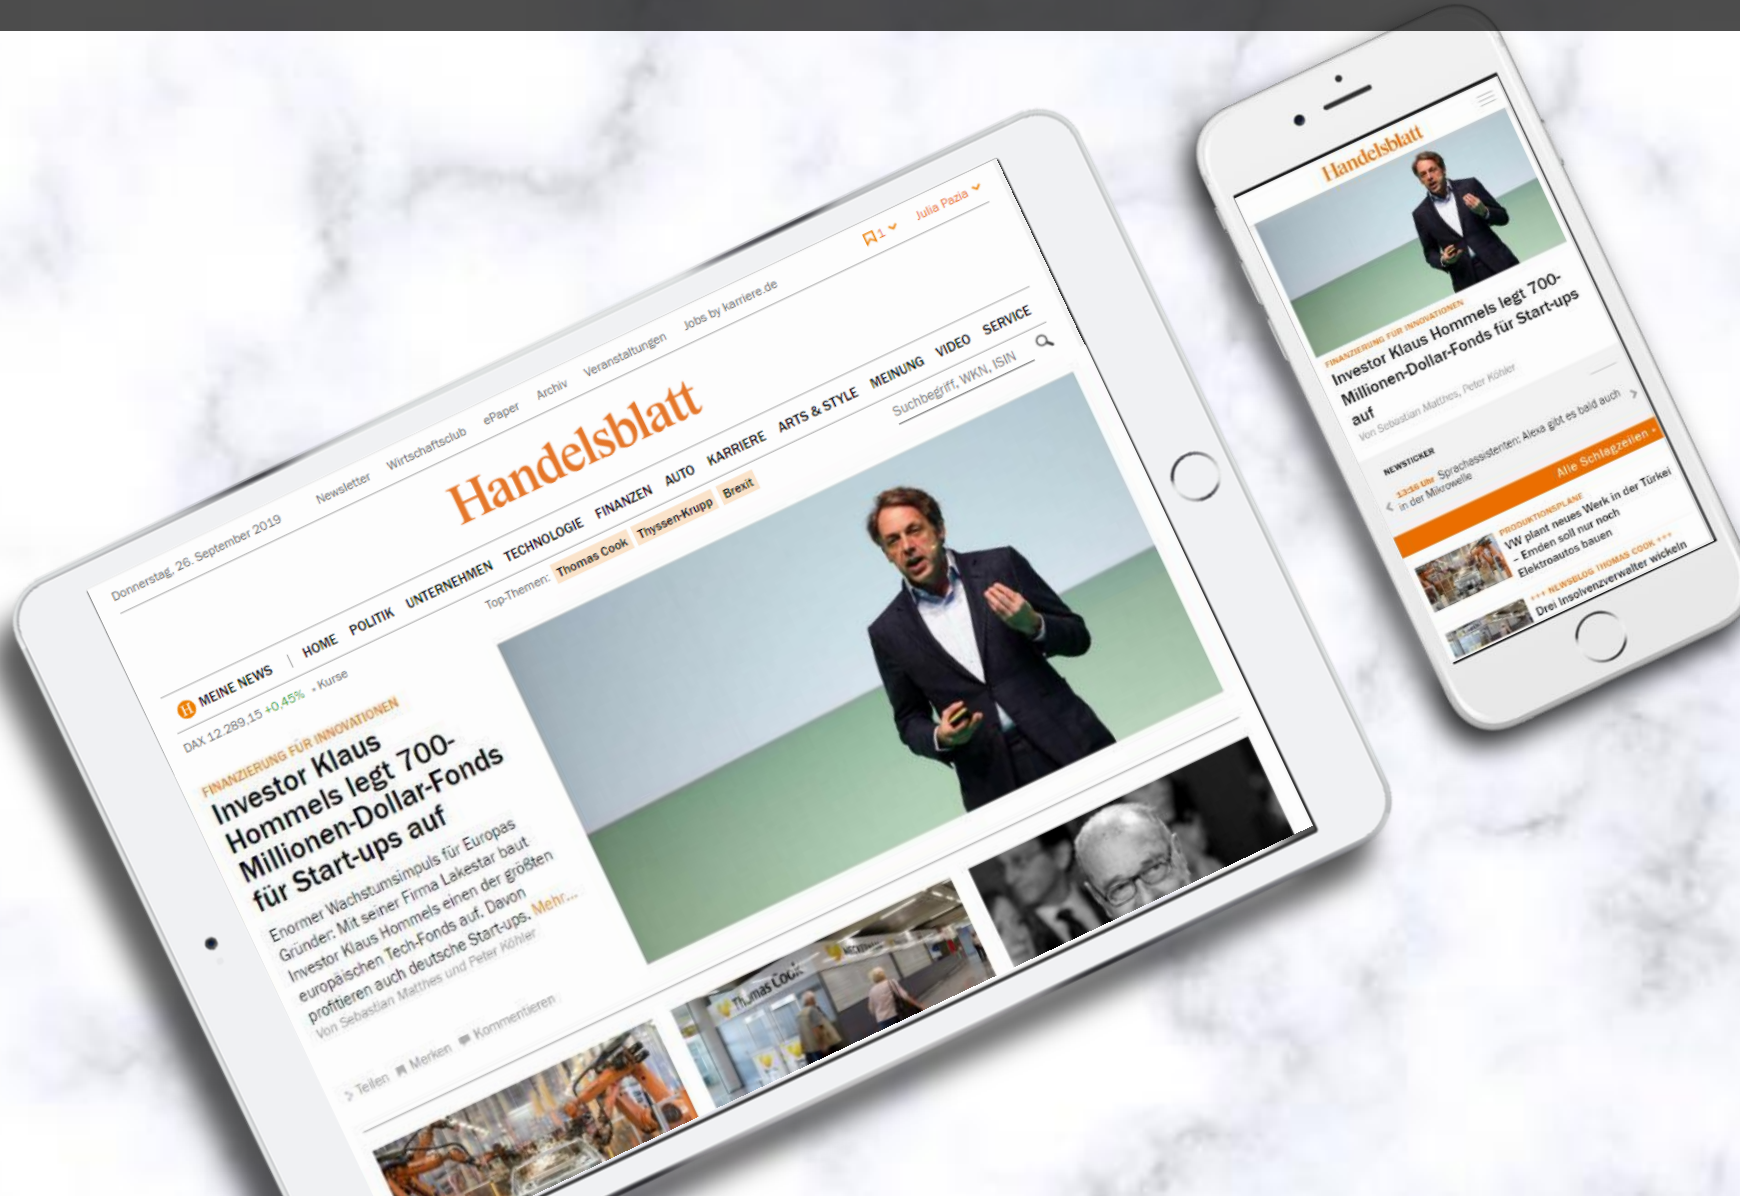 Donnerstag, 26. September 2019
Newsletter Wirtschaftsclub ePaper Archiv Veranstaltungen Jobs by karriere.de
1 Julia Pazia
Handelsblatt
H MEINE NEWS | HOME POLITIK UNTERNEHMEN TECHNOLOGIE FINANZEN AUTO KARRIERE ARTS & STYLE MEINUNG VIDEO SERVICE
DAX 12.289,15 +0,45% Kurse
Top-Themen: Thomas Cook Thyssen-Krupp Brexit
Suchbegriff, WKN, ISIN
FINANZIERUNG FÜR INNOVATIONEN
Investor Klaus
Hommels legt 700-
Millionen-Dollar-Fonds
für Start-ups auf
Enormer Wachstumsimpuls für Europas
Gründer: Mit seiner Firma Lakestar baut
Investor Klaus Hommels einen der größten
europäischen Tech-Fonds auf. Davon
profitieren auch deutsche Start-ups. Mehr...
Von Sebastian Matthes und Peter Köhler
Teilen Merken Kommentieren
Thomas Cook
Handelsblatt
FINANZIERUNG FÜR INNOVATIONEN
Investor Klaus Hommels legt 700-
Millionen-Dollar-Fonds für Start-ups
auf
Von Sebastian Matthes, Peter Köhler
NEWSTICKER
13:16 Uhr Sprachassistenten: Alexa gibt es bald auch
in der Mikrowelle
Alle Schlagzeilen
PRODUKTIONSPLÄNE
VW plant neues Werk in der Türkei
– Emden soll nur noch
Elektroautos bauen
+++ NEWSBLOG THOMAS COOK +++
Drei Insolvenzverwalter wickeln